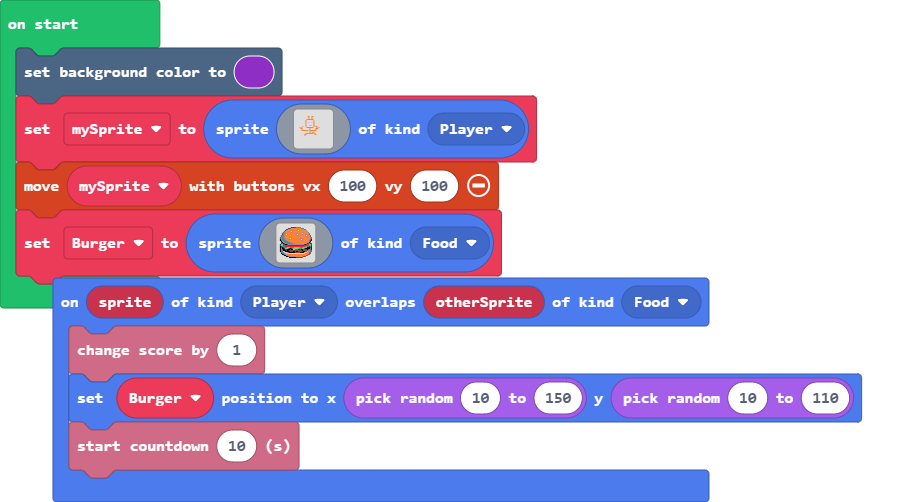 on start
set background color to
set mySprite to sprite of kind Player
move mySprite with buttons vx 100 vy 100
set Burger to sprite of kind Food
on sprite of kind Player overlaps otherSprite of kind Food
change score by 1
set Burger position to x pick random 10 to 150 y pick random 10 to 110
start countdown 10 (s)